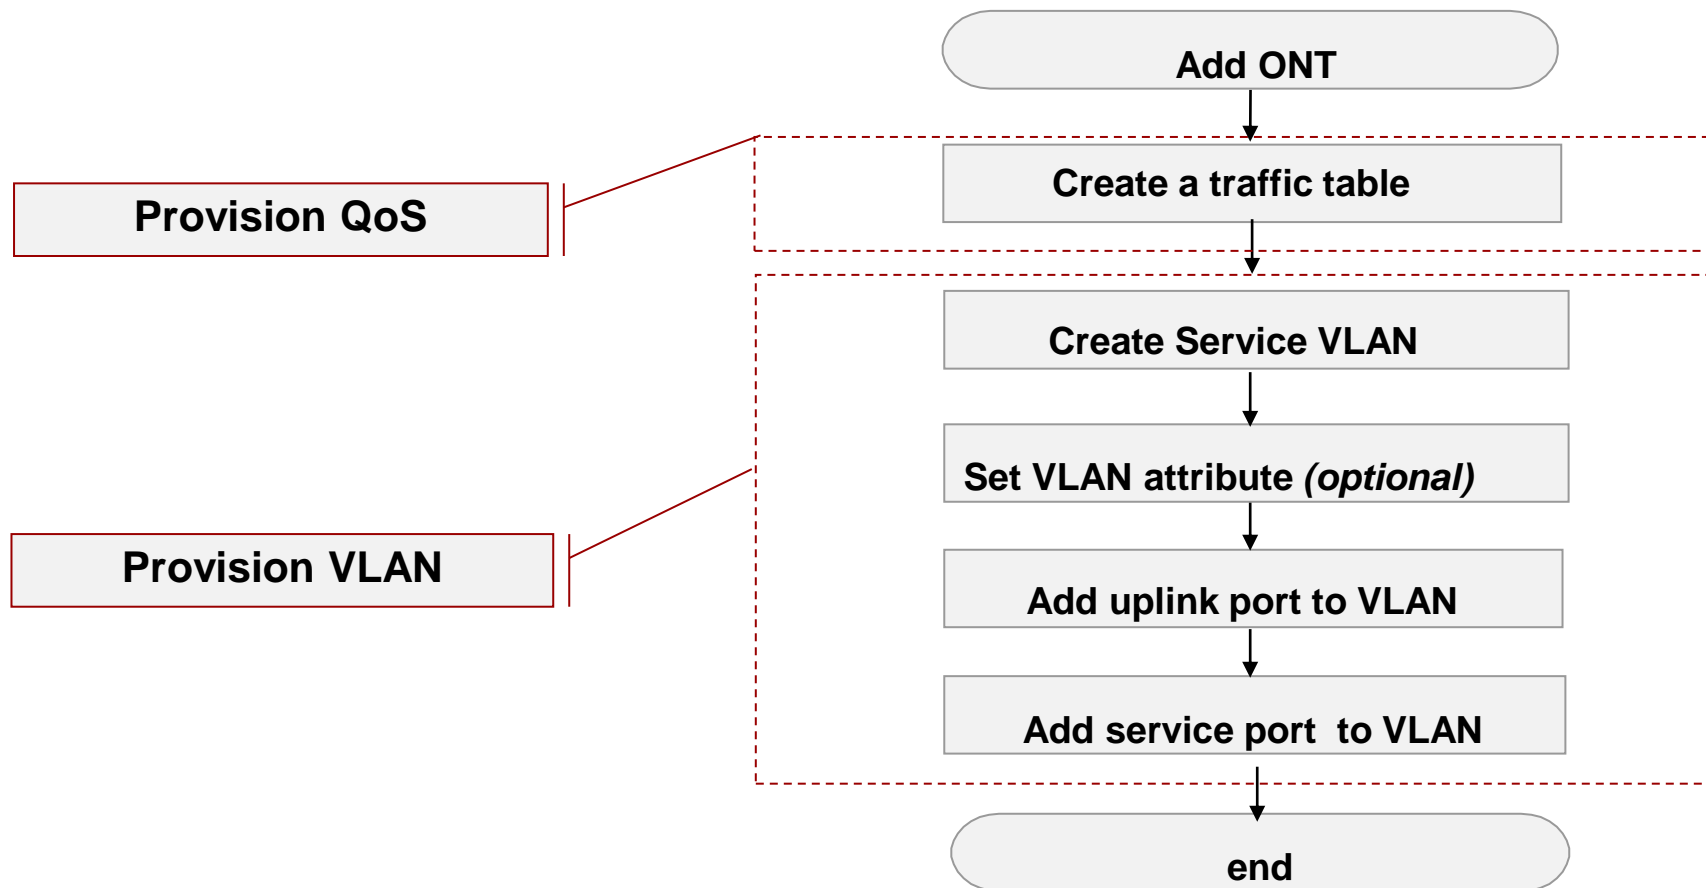 Add ONT
Provision QoS
Create a traffic table
Create Service VLAN
Set VLAN attribute (optional)
Provision VLAN
Add uplink port to VLAN
Add service port  to VLAN
end